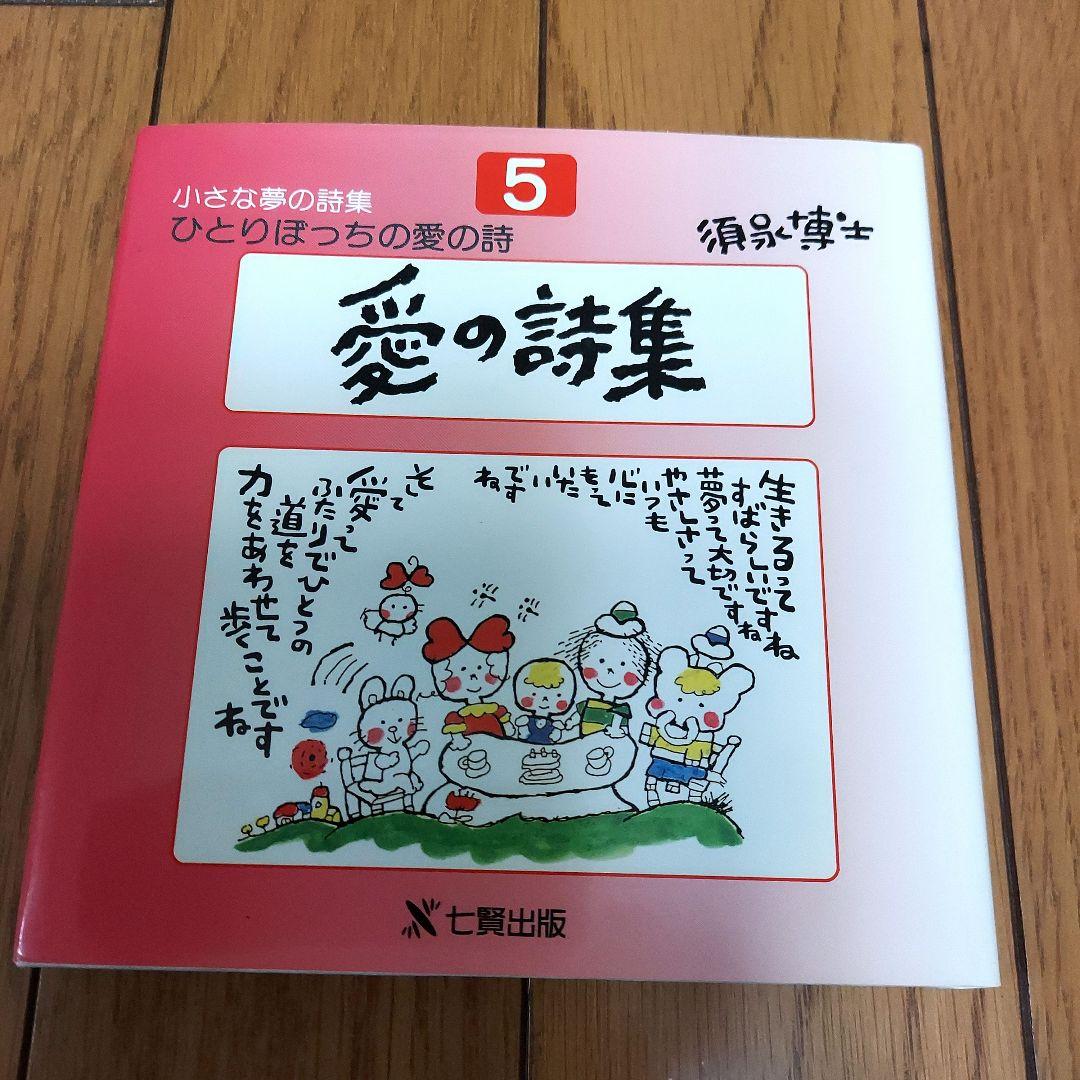 5
小さな夢の詩集
ひとりぼっちの愛の詩
須永博士
愛の詩集
生きるって
すばらしいですね
夢って大切ですね
やさしさって
いつも
心に
もって
いたい
です
ね
そして
愛って
ふたりでひとつの
道を
力をあわせて
歩くことです
ね
七賢出版